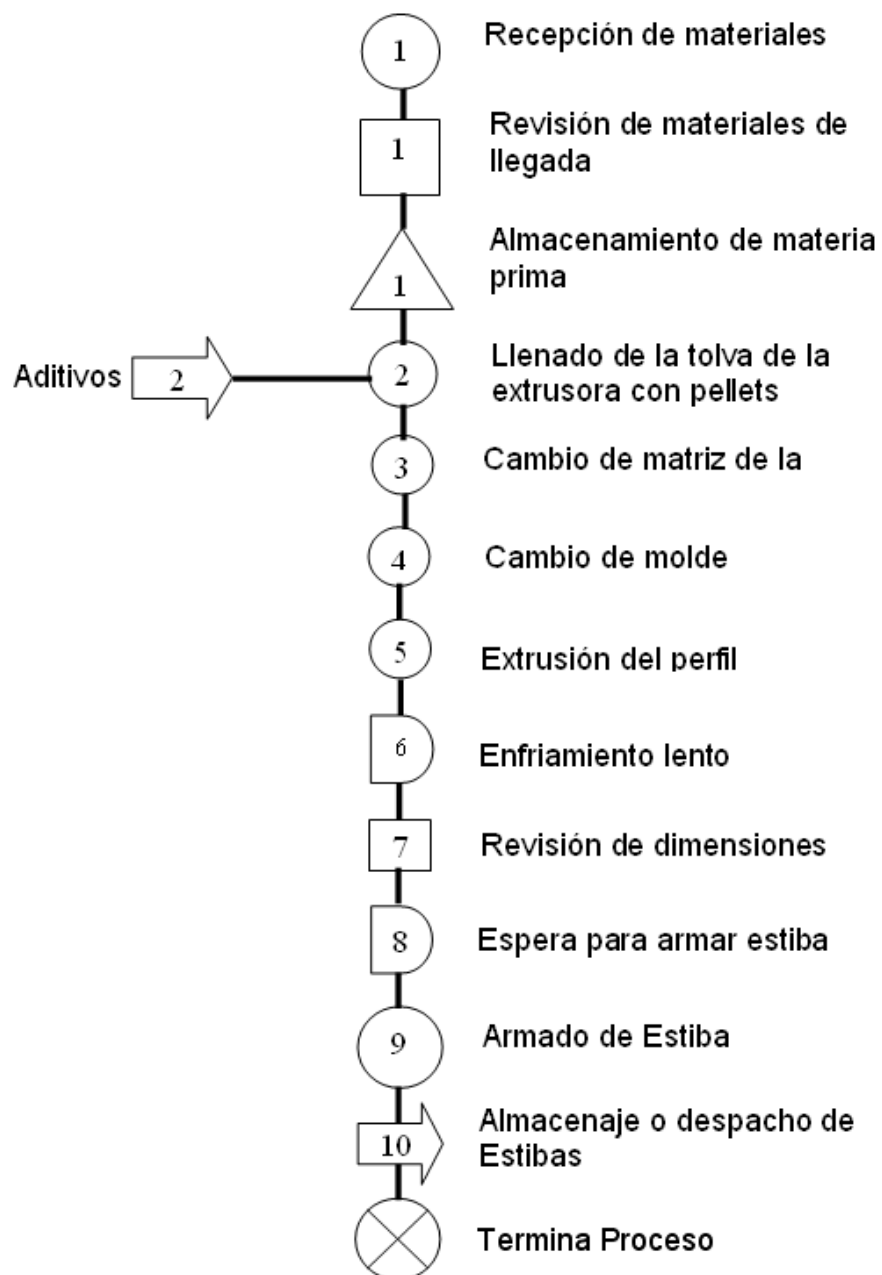 1
Recepción de materiales
1
Revisión de materiales de
llegada
1
Almacenamiento de materia
prima
Aditivos 2
2
Llenado de la tolva de la
extrusora con pellets
3
Cambio de matriz de la
4
Cambio de molde
5
Extrusión del perfil
6
Enfriamiento lento
7
Revisión de dimensiones
8
Espera para armar estiba
9
Armado de Estiba
10
Almacenaje o despacho de
Estibas
Termina Proceso